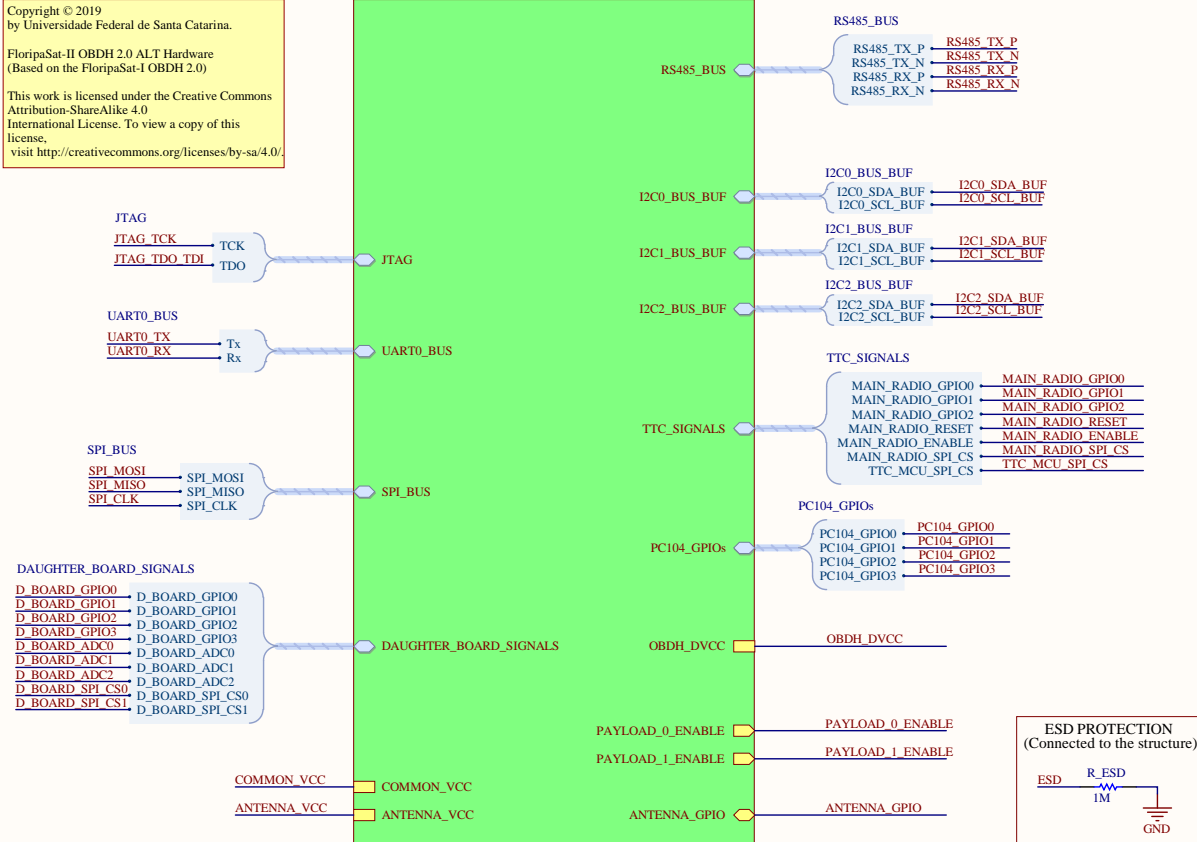 Copyright © 2019
by Universidade Federal de Santa Catarina.
FloripaSat-II OBDH 2.0 ALT Hardware
(Based on the FloripaSat-I OBDH 2.0)
This work is licensed under the Creative Commons
Attribution-ShareAlike 4.0
International License. To view a copy of this
license,
visit http://creativecommons.org/licenses/by-sa/4.0/.
JTAG
JTAG_TCK
TCK
JTAG_TDO_TDI
TDO
JTAG
UART0_BUS
UART0_TX
Tx
UART0_RX
Rx
UART0_BUS
SPI_BUS
SPI_MOSI
SPI_MOSI
SPI_MISO
SPI_MISO
SPI_CLK
SPI_CLK
SPI_BUS
DAUGHTER_BOARD_SIGNALS
D_BOARD_GPIO0
D_BOARD_GPIO0
D_BOARD_GPIO1
D_BOARD_GPIO1
D_BOARD_GPIO2
D_BOARD_GPIO2
D_BOARD_GPIO3
D_BOARD_GPIO3
D_BOARD_ADC0
D_BOARD_ADC0
D_BOARD_ADC1
D_BOARD_ADC1
D_BOARD_ADC2
D_BOARD_ADC2
D_BOARD_SPI_CS0
D_BOARD_SPI_CS0
D_BOARD_SPI_CS1
D_BOARD_SPI_CS1
DAUGHTER_BOARD_SIGNALS
COMMON_VCC
COMMON_VCC
ANTENNA_VCC
ANTENNA_VCC
RS485_BUS
RS485_BUS
RS485_TX_P
RS485_TX_P
RS485_TX_N
RS485_TX_N
RS485_RX_P
RS485_RX_P
RS485_RX_N
RS485_RX_N
I2C0_BUS_BUF
I2C0_BUS_BUF
I2C0_SDA_BUF
I2C0_SDA_BUF
I2C0_SCL_BUF
I2C0_SCL_BUF
I2C1_BUS_BUF
I2C1_BUS_BUF
I2C1_SDA_BUF
I2C1_SDA_BUF
I2C1_SCL_BUF
I2C1_SCL_BUF
I2C2_BUS_BUF
I2C2_BUS_BUF
I2C2_SDA_BUF
I2C2_SDA_BUF
I2C2_SCL_BUF
I2C2_SCL_BUF
TTC_SIGNALS
TTC_SIGNALS
MAIN_RADIO_GPIO0
MAIN_RADIO_GPIO0
MAIN_RADIO_GPIO1
MAIN_RADIO_GPIO1
MAIN_RADIO_GPIO2
MAIN_RADIO_GPIO2
MAIN_RADIO_RESET
MAIN_RADIO_RESET
MAIN_RADIO_ENABLE
MAIN_RADIO_ENABLE
MAIN_RADIO_SPI_CS
MAIN_RADIO_SPI_CS
TTC_MCU_SPI_CS
TTC_MCU_SPI_CS
PC104_GPIOs
PC104_GPIOs
PC104_GPIO0
PC104_GPIO0
PC104_GPIO1
PC104_GPIO1
PC104_GPIO2
PC104_GPIO2
PC104_GPIO3
PC104_GPIO3
OBDH_DVCC
OBDH_DVCC
PAYLOAD_0_ENABLE
PAYLOAD_0_ENABLE
PAYLOAD_1_ENABLE
PAYLOAD_1_ENABLE
ANTENNA_GPIO
ANTENNA_GPIO
ESD PROTECTION
(Connected to the structure)
ESD
R_ESD
1M
GND